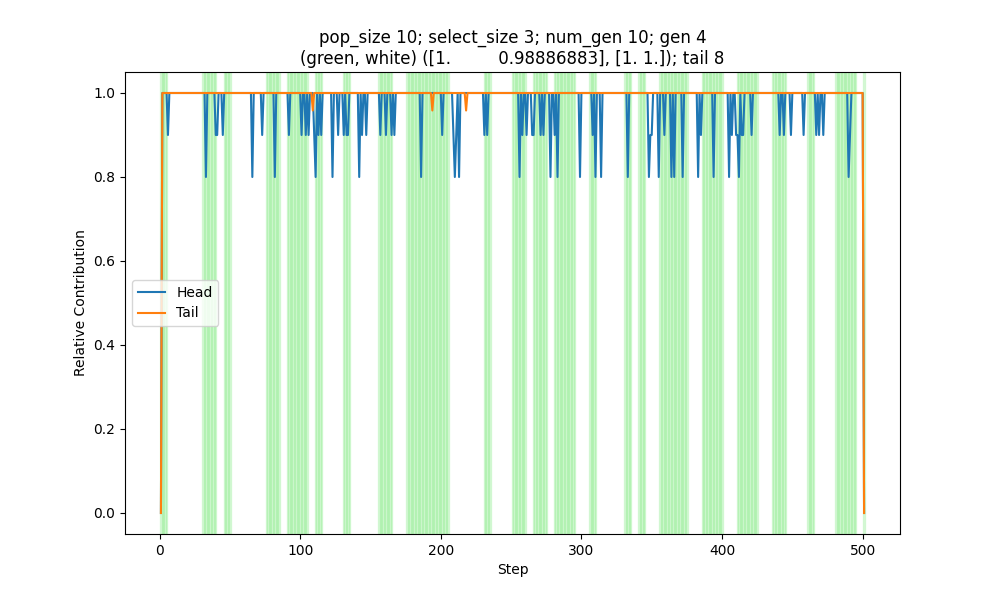 pop_size 10; select_size 3; num_gen 10; gen 4
(green, white) ([1. 0.98886883], [1. 1.]); tail 8
1.0
0.8
0.6
0.4
0.2
0.0
Relative Contribution
Head
Tail
0 100 200 300 400 500
Step